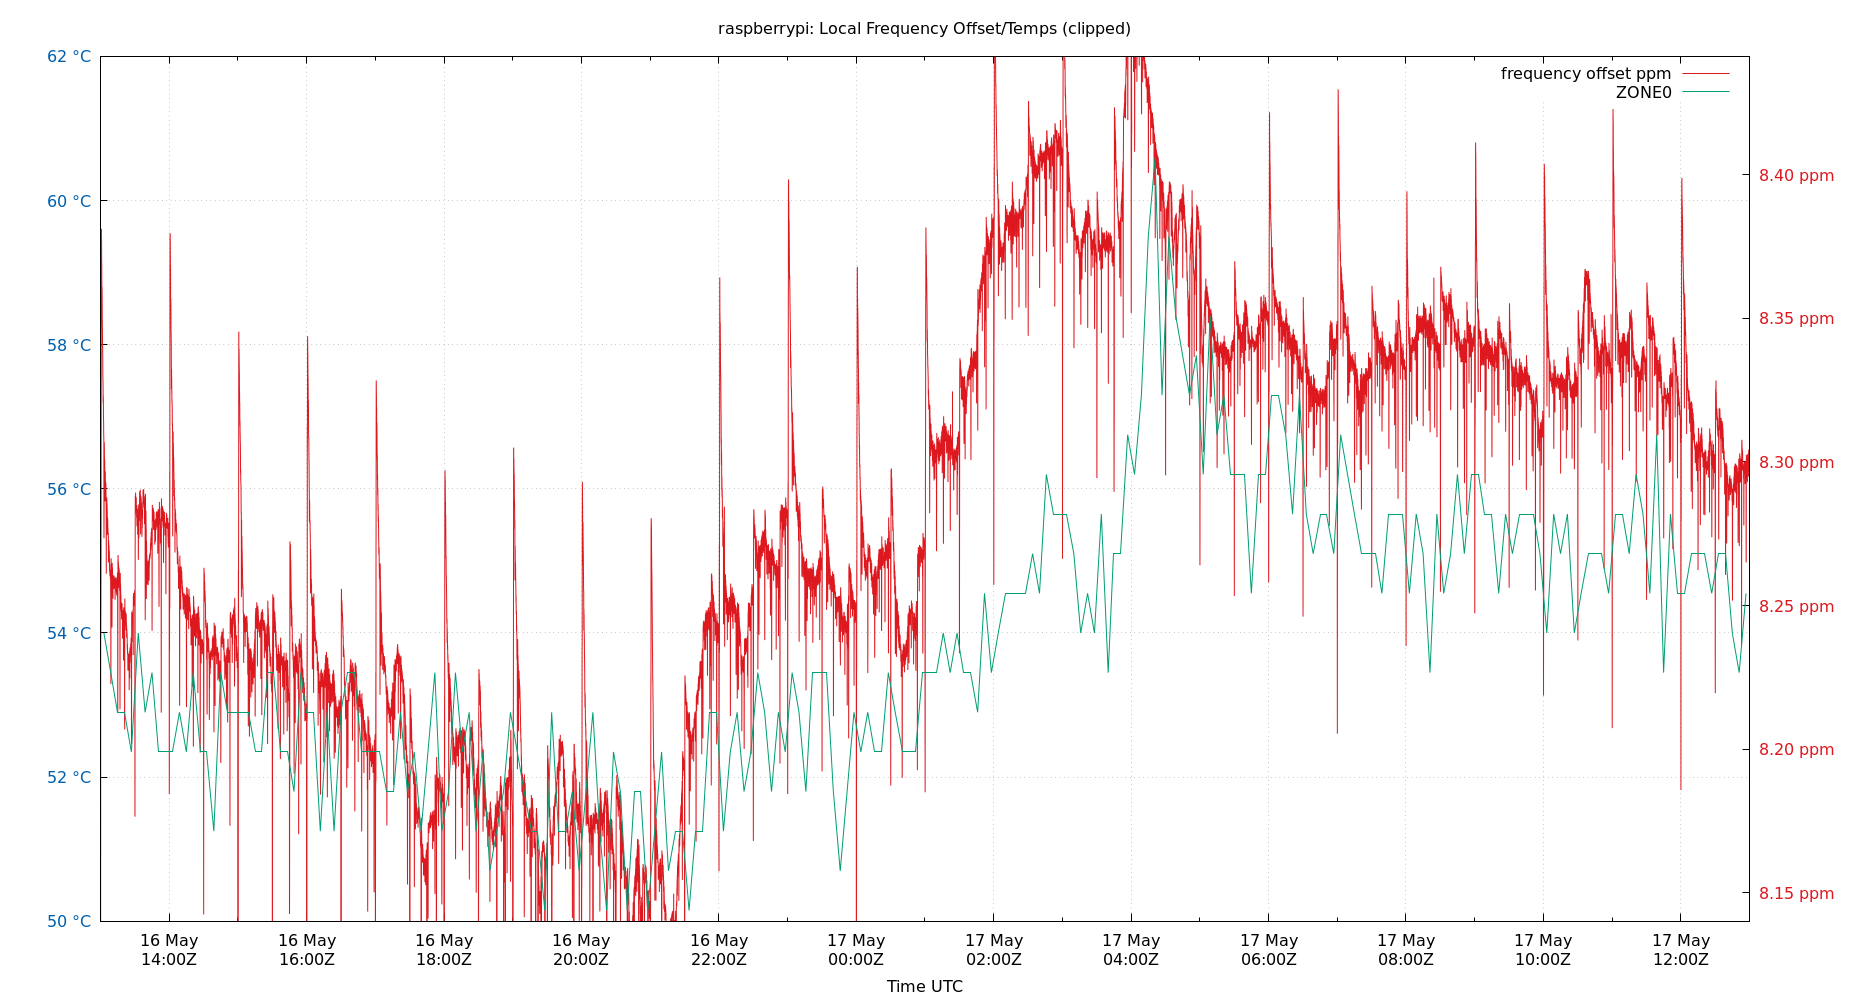 raspberrypi: Local Frequency Offset/Temps (clipped)
62 °C
60 °C
58 °C
56 °C
54 °C
52 °C
50 °C
frequency offset ppm
ZONE0
8.40 ppm
8.35 ppm
8.30 ppm
8.25 ppm
8.20 ppm
8.15 ppm
16 May
14:00Z
16 May
16:00Z
16 May
18:00Z
16 May
20:00Z
16 May
22:00Z
17 May
00:00Z
17 May
02:00Z
17 May
04:00Z
17 May
06:00Z
17 May
08:00Z
17 May
10:00Z
17 May
12:00Z
Time UTC